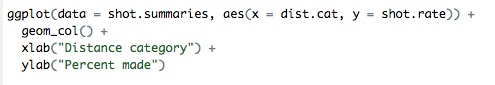 ggplot(data = shot.summaries, aes(x = dist.cat, y = shot.rate)) +
  geom_col() +
  xlab("Distance category") +
  ylab("Percent made")